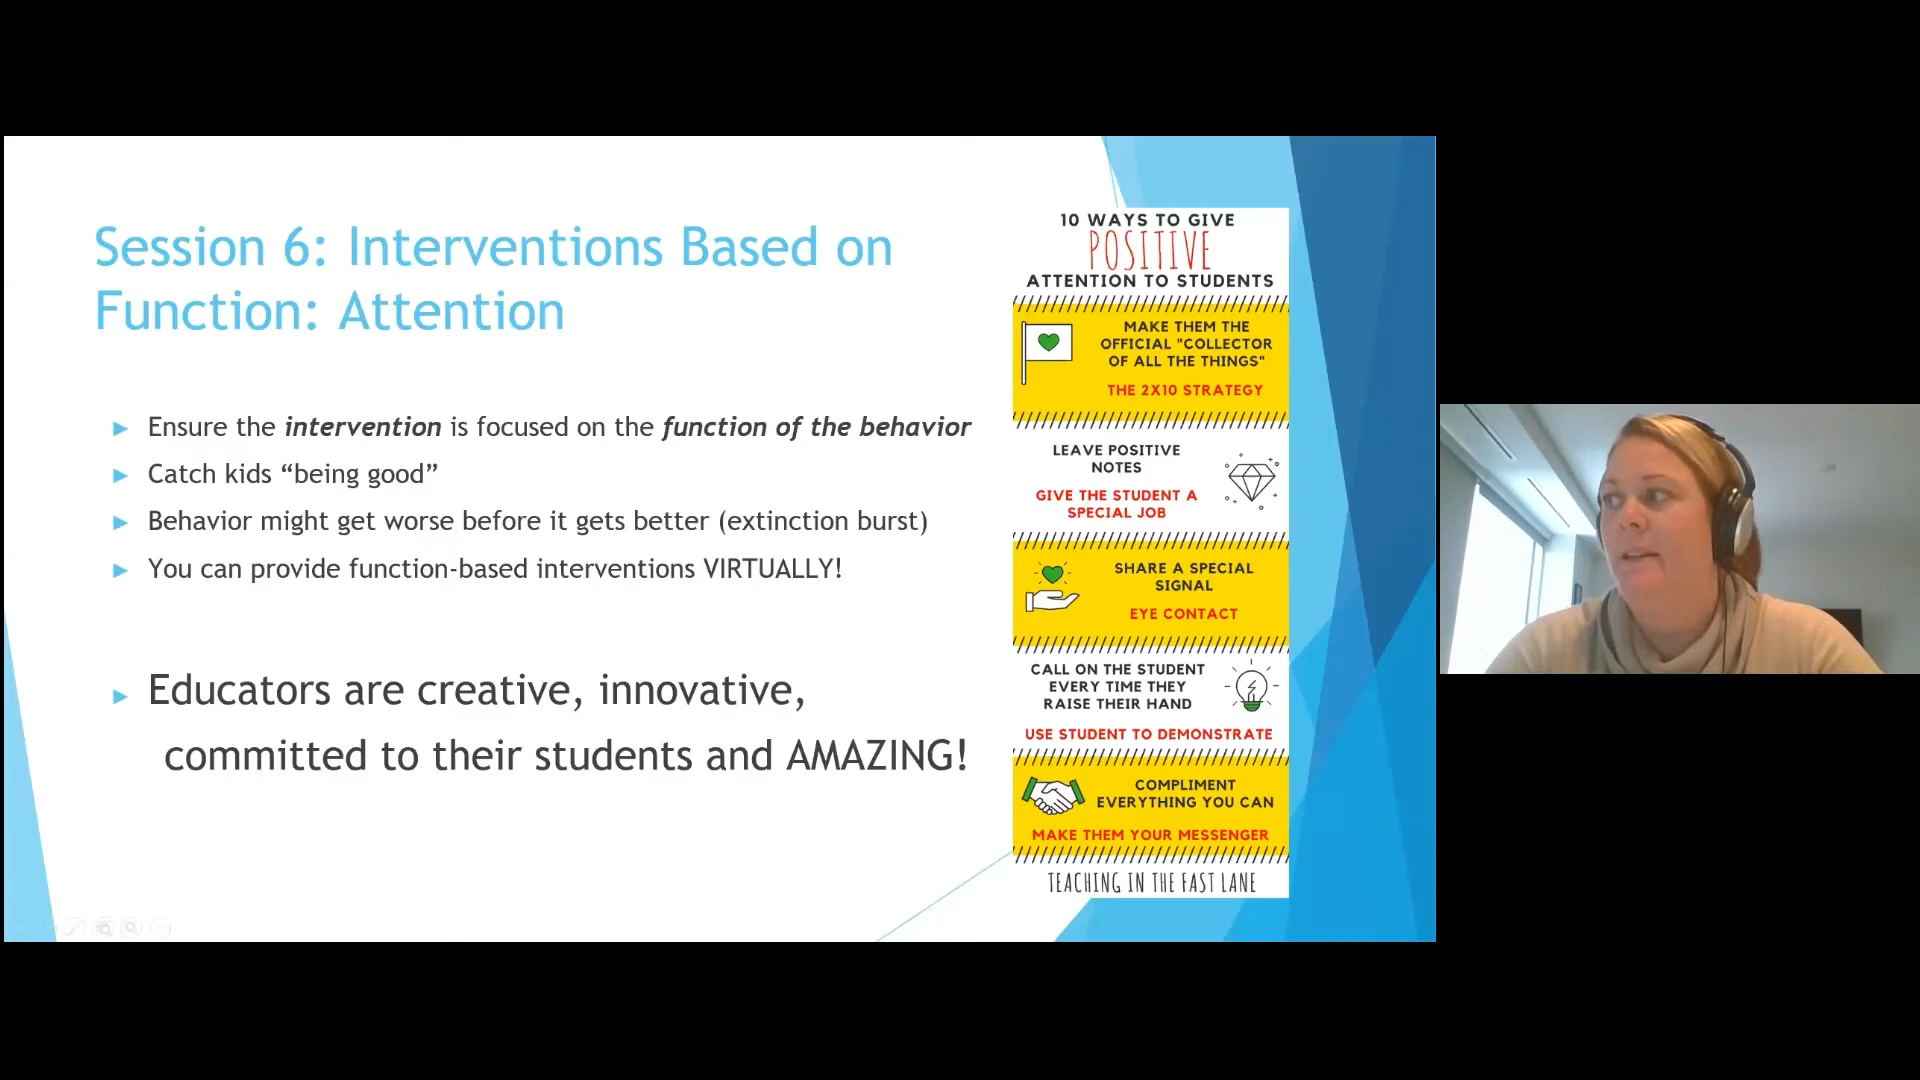 Session 6: Interventions Based on
Function: Attention
► Ensure the intervention is focused on the function of the behavior
► Catch kids “being good”
► Behavior might get worse before it gets better (extinction burst)
► You can provide function-based interventions VIRTUALLY!
► Educators are creative, innovative,
committed to their students and AMAZING!
10 WAYS TO GIVE
POSITIVE
ATTENTION TO STUDENTS
MAKE THEM THE
OFFICIAL "COLLECTOR
OF ALL THE THINGS"
THE 2X10 STRATEGY
LEAVE POSITIVE
NOTES
GIVE THE STUDENT A
SPECIAL JOB
SHARE A SPECIAL
SIGNAL
EYE CONTACT
CALL ON THE STUDENT
EVERY TIME THEY
RAISE THEIR HAND
USE STUDENT TO DEMONSTRATE
COMPLIMENT
EVERYTHING YOU CAN
MAKE THEM YOUR MESSENGER
TEACHING IN THE FAST LANE